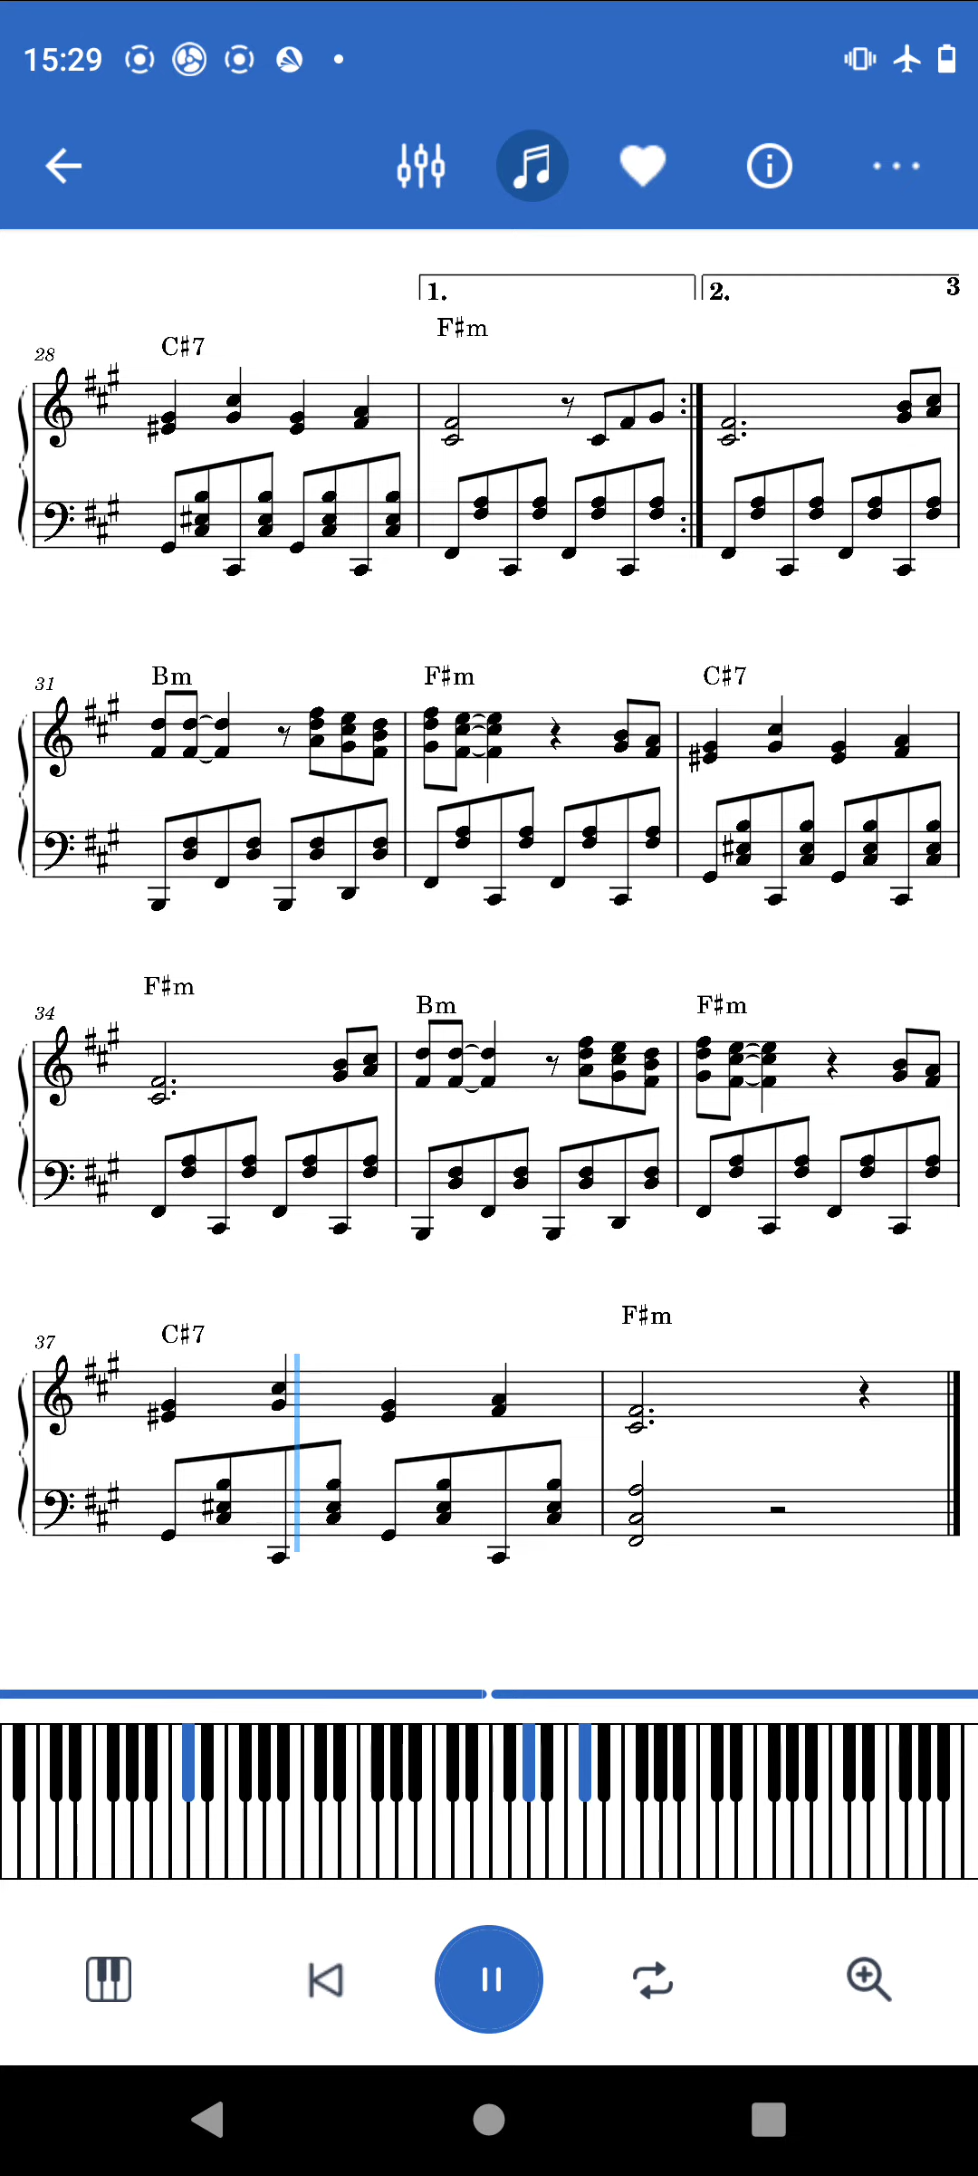 15:29
1. 2. 3
28 C♯7 F♯m
31 Bm F♯m C♯7
34 F♯m Bm F♯m
37 C♯7 F♯m